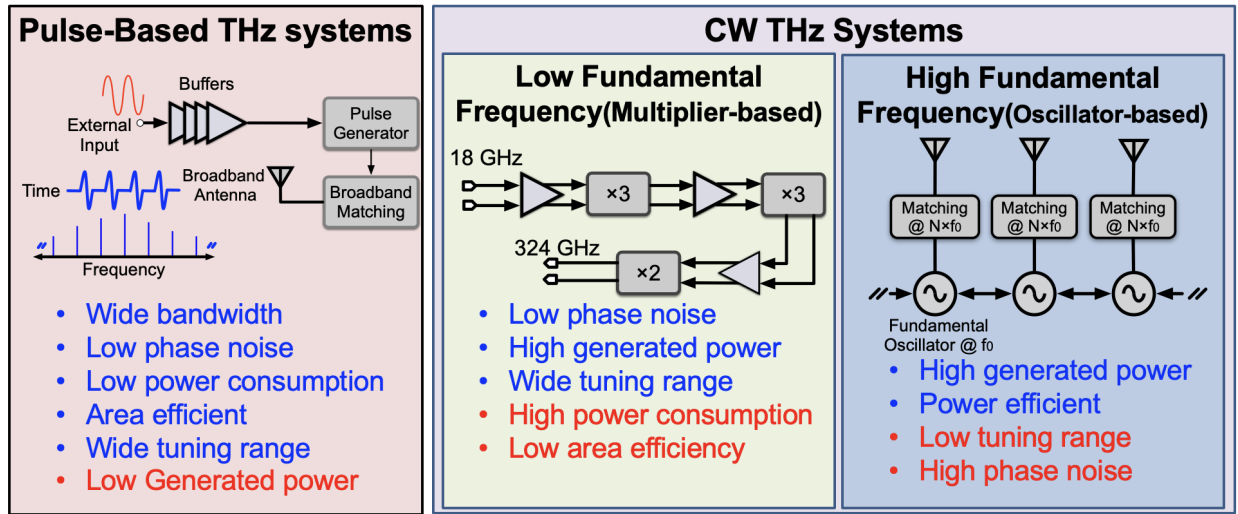 Pulse-Based THz systems
Buffers
External
Input
Pulse
Generator
Time
Broadband
Antenna
Broadband
Matching
Frequency
• Wide bandwidth
• Low phase noise
• Low power consumption
• Area efficient
• Wide tuning range
• Low Generated power
CW THz Systems
Low Fundamental
Frequency(Multiplier-based)
18 GHz
×3
×3
324 GHz
×2
• Low phase noise
• High generated power
• Wide tuning range
• High power consumption
• Low area efficiency
High Fundamental
Frequency(Oscillator-based)
Matching
@ N×f₀
Matching
@ N×f₀
Matching
@ N×f₀
Fundamental
Oscillator @ f₀
• High generated power
• Power efficient
• Low tuning range
• High phase noise